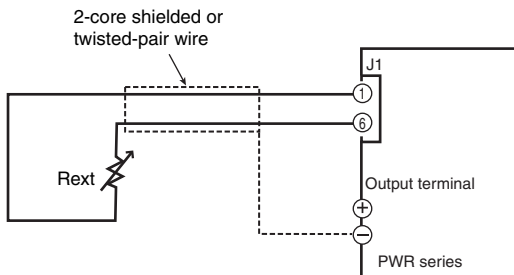 2-core shielded or
twisted-pair wire
J1
1
6
Rext
Output terminal
+
−
PWR series